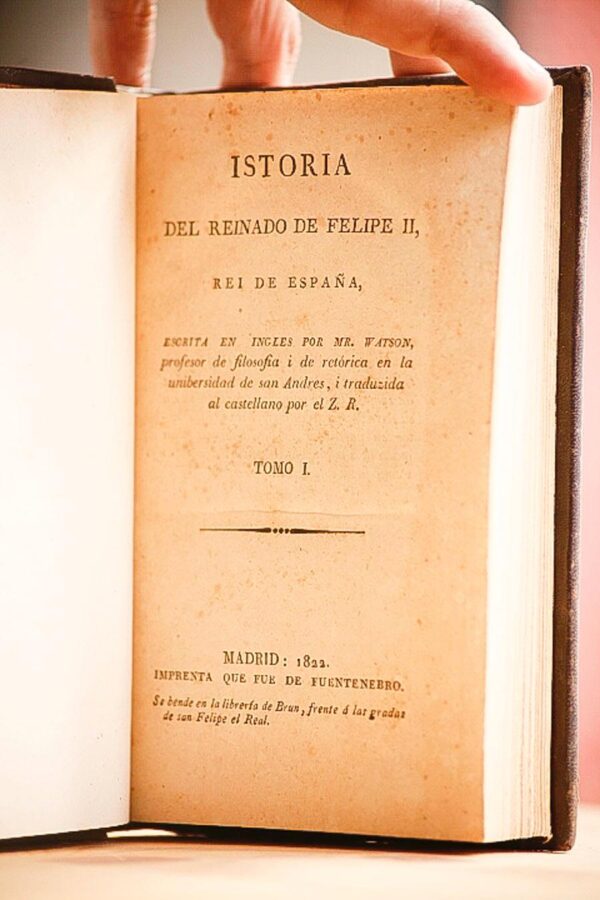 ISTORIA
DEL REINADO DE FELIPE II,
REI DE ESPAÑA,
ESCRITA EN INGLES POR MR. WATSON,
profesor de filosofia i de retórica en la
unibersidad de san Andres, i traduzida
al castellano por el Z. R.
TOMO I.
MADRID: 1822.
IMPRENTA QUE FUE DE FUENTENEBRO.
Se bende en la librería de Brun, frente á las gradas
de san Felipe el Real.